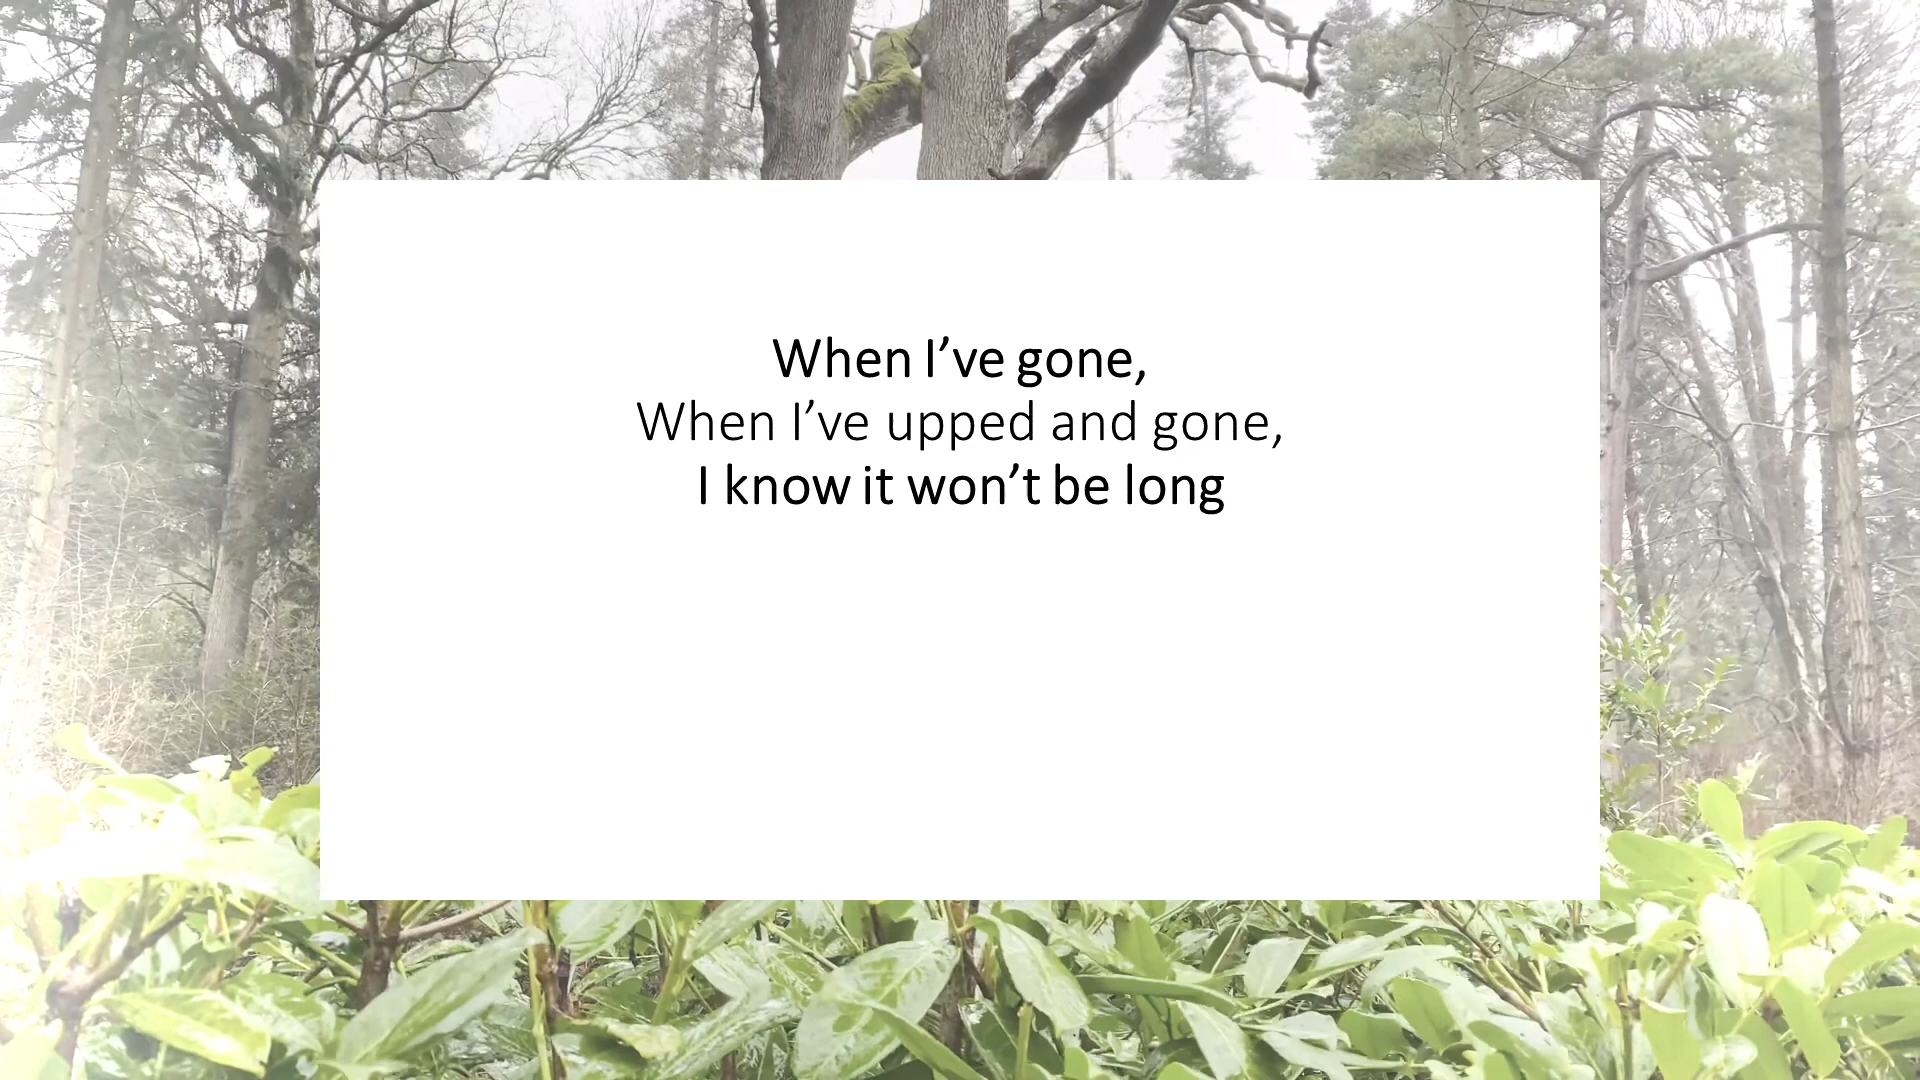 When I’ve gone,
When I’ve upped and gone,
I know it won’t be long